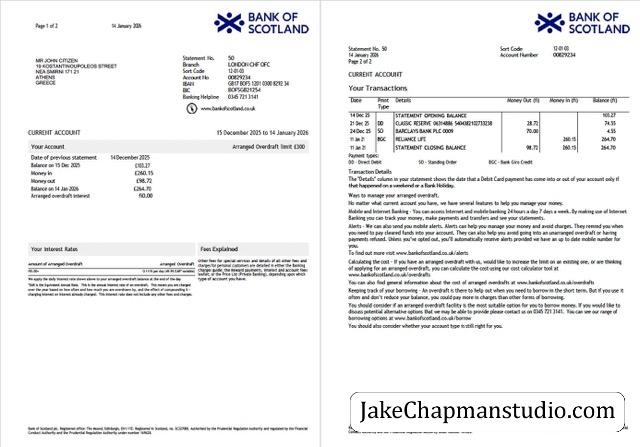 Page 1 of 2
14 January 2026
BANK OF
SCOTLAND
MR JOHN CITIZEN
19 KOSTANTINOUPOLEOS STREET
NEA SMIRNI 171 21
ATHENS
GREECE
Statement No. 50
Branch LONDON CHF OFC
Sort Code 12-01-03
Account No 00829234
IBAN GB17 BOFS 1201 0300 8292 34
BIC BOFSGB21254
Banking Helpline 0345 721 3141
www.bankofscotland.co.uk
CURRENT ACCOUNT 15 December 2025 to 14 January 2026
Your Account Arranged Overdraft limit £300
Date of previous statement 14 December 2025
Balance on 15 Dec 2025 £103.27
Money in £260.15
Money out £98.72
Balance on 14 Jan 2026 £264.70
Arranged overdraft interest £0.00
Your Interest Rates
Amount of Arranged Overdraft Arranged Overdraft
Fees Explained
Other fees for special services and details of all other fees and
BANK OF
SCOTLAND
Statement No. 50
Page 2 of 2
Sort Code 12-01-03
Account Number 00829234
CURRENT ACCOUNT
Your Transactions
Date Pmnt Type Details Money Out (£) Money In (£) Balance (£)
14 Dec 25 STATEMENT OPENING BALANCE 103.27
21 Dec 25 DD CLASSIC RESERVE 06314886 540438210273323B 28.72 74.55
24 Dec 25 SO BARCLAYS BANK PLC 0009 70.00 4.55
11 Jan 21 BGC RELIANCE LIFE 260.15 264.70
11 Jan 21 STATEMENT CLOSING BALANCE 98.72 260.15 264.70
Payment types:
DD - Direct Debit SO - Standing Order BGC - Bank Giro Credit
Transaction Details
The "Details" column in your statement shows the date that a Debit Card payment has come into or out of your account only if
that happened on a weekend or a Bank Holiday.
Ways to manage your arranged overdraft.
No matter what current account you have, we have several features to help you manage your money.
Mobile and Internet Banking - You can access Internet and mobile banking 24 hours a day 7 days a week. By making use of Internet
Banking you can track your money, make payments and transfers and see your statements.
Alerts - We can also send you mobile alerts. Alerts can help you manage your money and avoid charges. They remind you when
you need to pay cleared funds into your account. They can also help you avoid going into an unarranged overdraft or having
payments refused. Unless you've opted out, you'll automatically receive alerts provided we have an up to date mobile number for
you.
To find out more visit www.bankofscotland.co.uk/alerts
Calculating the cost - If you have an arranged overdraft with us, would like to increase the limit on an existing one, or are thinking
of applying for an arranged overdraft, you can calculate the cost using our cost calculator tool at
www.bankofscotland.co.uk/overdrafts
You can also find general information about the cost of arranged overdrafts at www.bankofscotland.co.uk/overdrafts
Keeping track of your borrowing - An overdraft is there to help out when you need to borrow in the short term. But if you use it
often and don't reduce your balance, you could pay more in charges than other forms of borrowing.
You should consider if an arranged overdraft facility is the most suitable option for you to borrow money. If you would like to
discuss potential alternative options that we may be able to provide please contact us on 0345 721 3141. You can see our range of
borrowing options at www.bankofscotland.co.uk/borrow
You should also consider whether your account type is still right for you.
JakeChapmanstudio.com